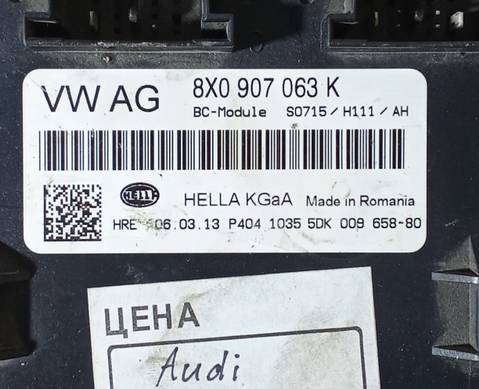 VW AG 8X0 907 063 K
BC-Module S0715/H111/AH
HELLA HELLA KGaA Made in Romania
HRE 06.03.13 P404 1035 5DK 009 658-80
ЦЕНА
Audi